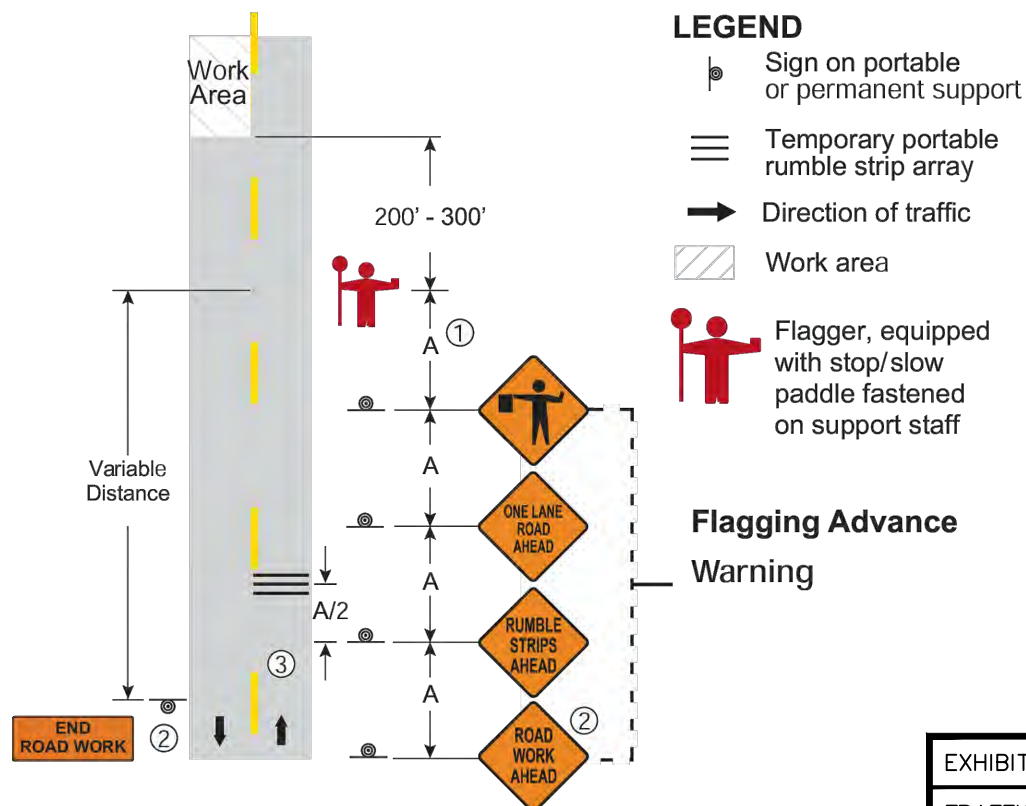 Work
Area
200' - 300'
A ①
A
A
A/2
A
Variable
Distance
③
②
END
ROAD WORK
ONE LANE
ROAD
AHEAD
RUMBLE
STRIPS
AHEAD
ROAD
WORK
AHEAD
②
LEGEND
Sign on portable
or permanent support
Temporary portable
rumble strip array
Direction of traffic
Work area
Flagger, equipped
with stop/slow
paddle fastened
on support staff
Flagging Advance
Warning
EXHIBIT